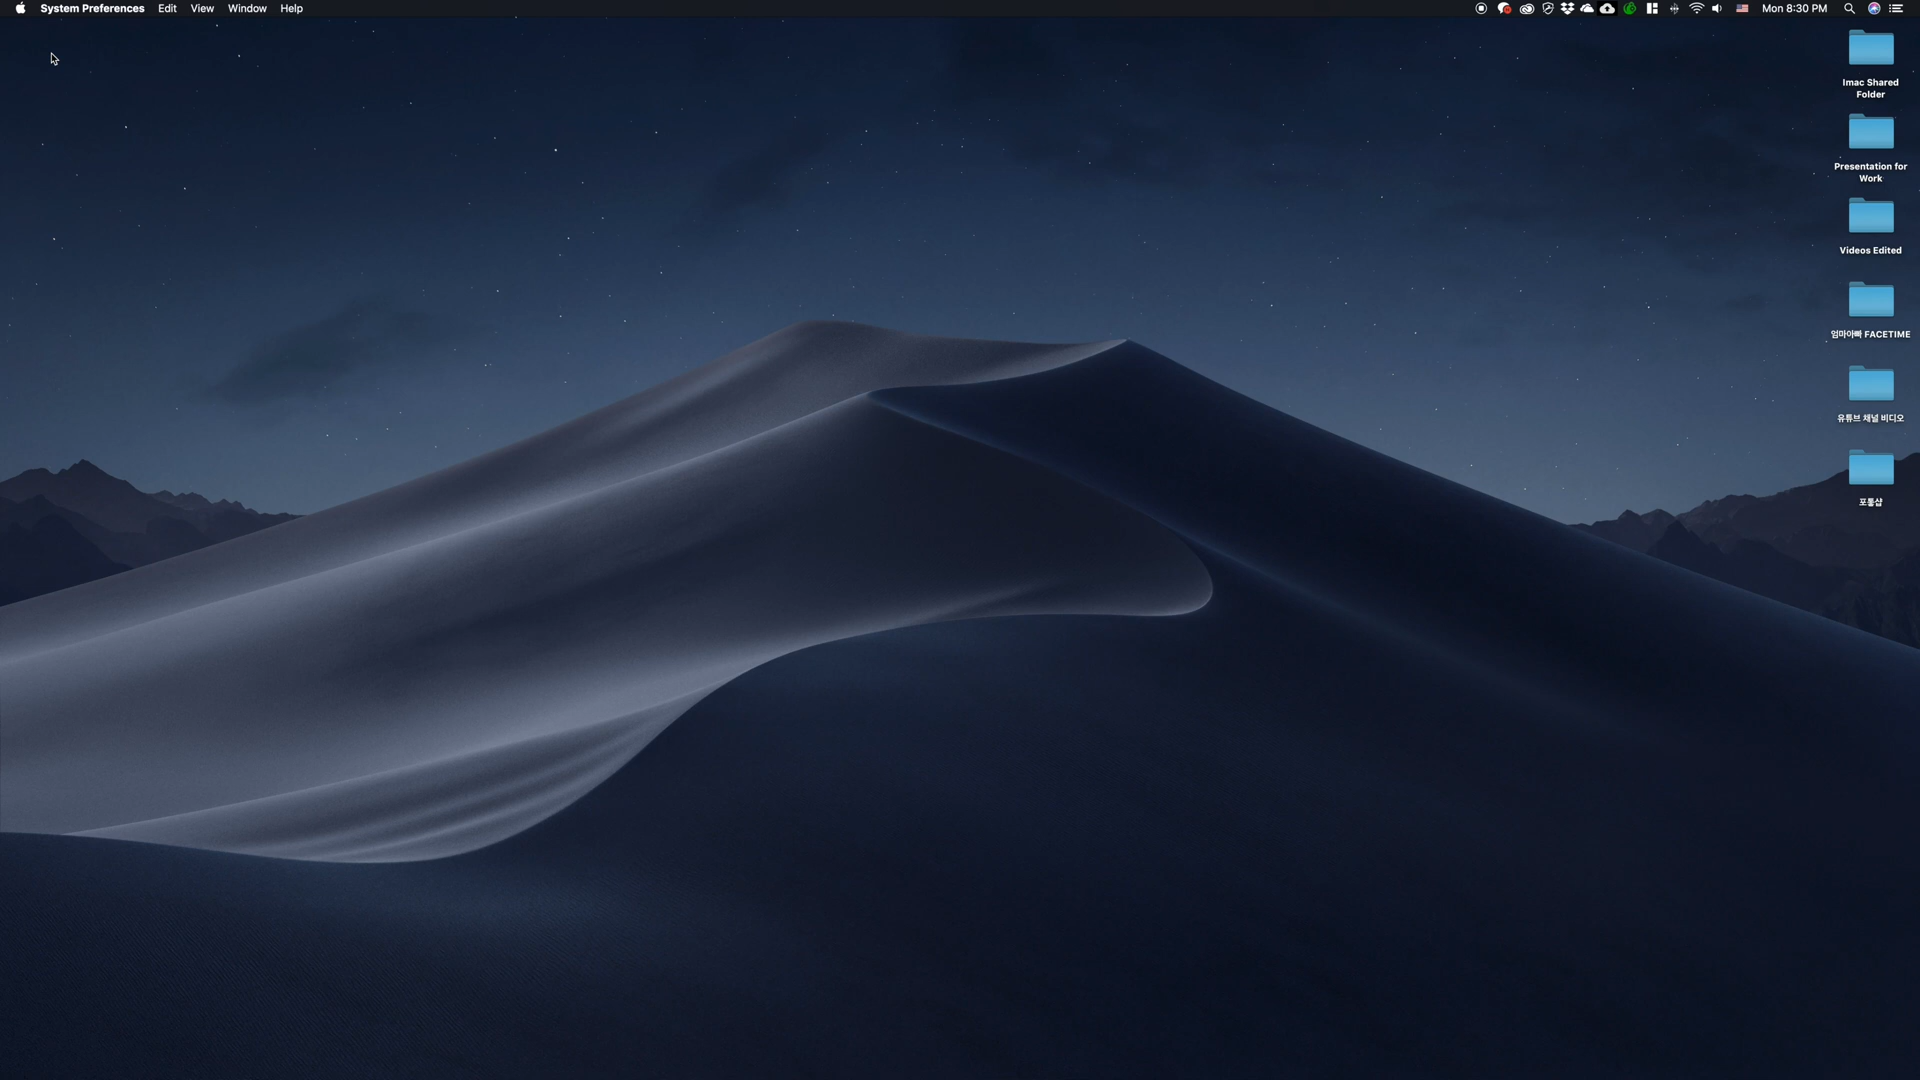 System Preferences Edit View Window Help Mon 8:30 PM
Imac Shared
Folder
Presentation for
Work
Videos Edited
엄마아빠 FACETIME
유튜브 채널 비디오
포톻샵